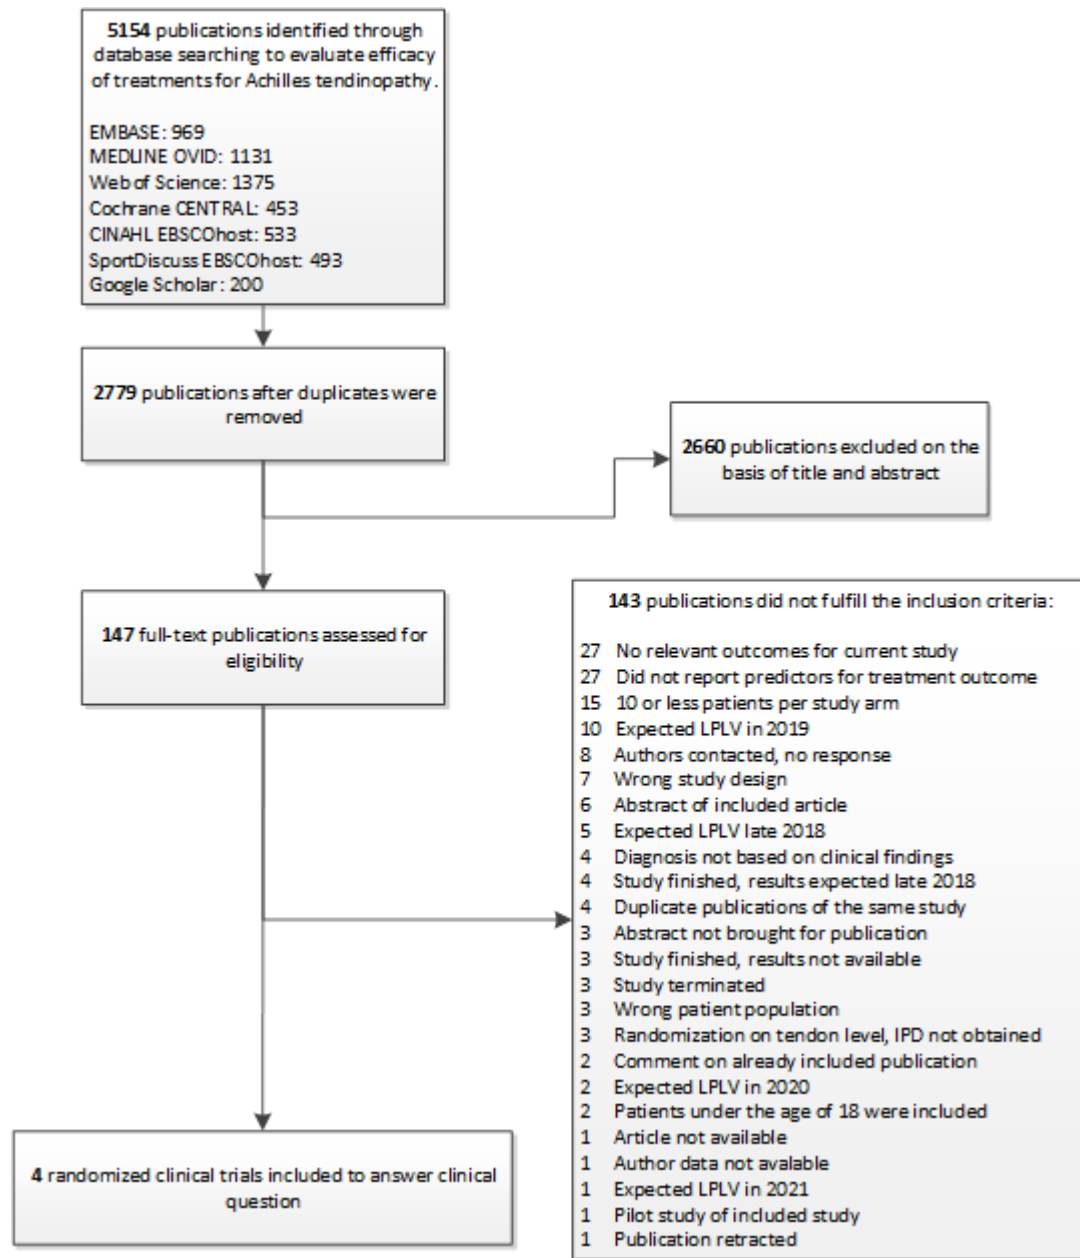 5154 publications identified through
database searching to evaluate efficacy
of treatments for Achilles tendinopathy.
EMBASE: 969
MEDLINE OVID: 1131
Web of Science: 1375
Cochrane CENTRAL: 453
CINAHL EBSCOhost: 533
SportDiscuss EBSCOhost: 493
Google Scholar: 200
2779 publications after duplicates were
removed
2660 publications excluded on the
basis of title and abstract
147 full-text publications assessed for
eligibility
143 publications did not fulfill the inclusion criteria:
27 No relevant outcomes for current study
27 Did not report predictors for treatment outcome
15 10 or less patients per study arm
10 Expected LPLV in 2019
8 Authors contacted, no response
7 Wrong study design
6 Abstract of included article
5 Expected LPLV late 2018
4 Diagnosis not based on clinical findings
4 Study finished, results expected late 2018
4 Duplicate publications of the same study
3 Abstract not brought for publication
3 Study finished, results not available
3 Study terminated
3 Wrong patient population
3 Randomization on tendon level, IPD not obtained
2 Comment on already included publication
2 Expected LPLV in 2020
2 Patients under the age of 18 were included
1 Article not available
1 Author data not avalable
1 Expected LPLV in 2021
1 Pilot study of included study
1 Publication retracted
4 randomized clinical trials included to answer clinical
question